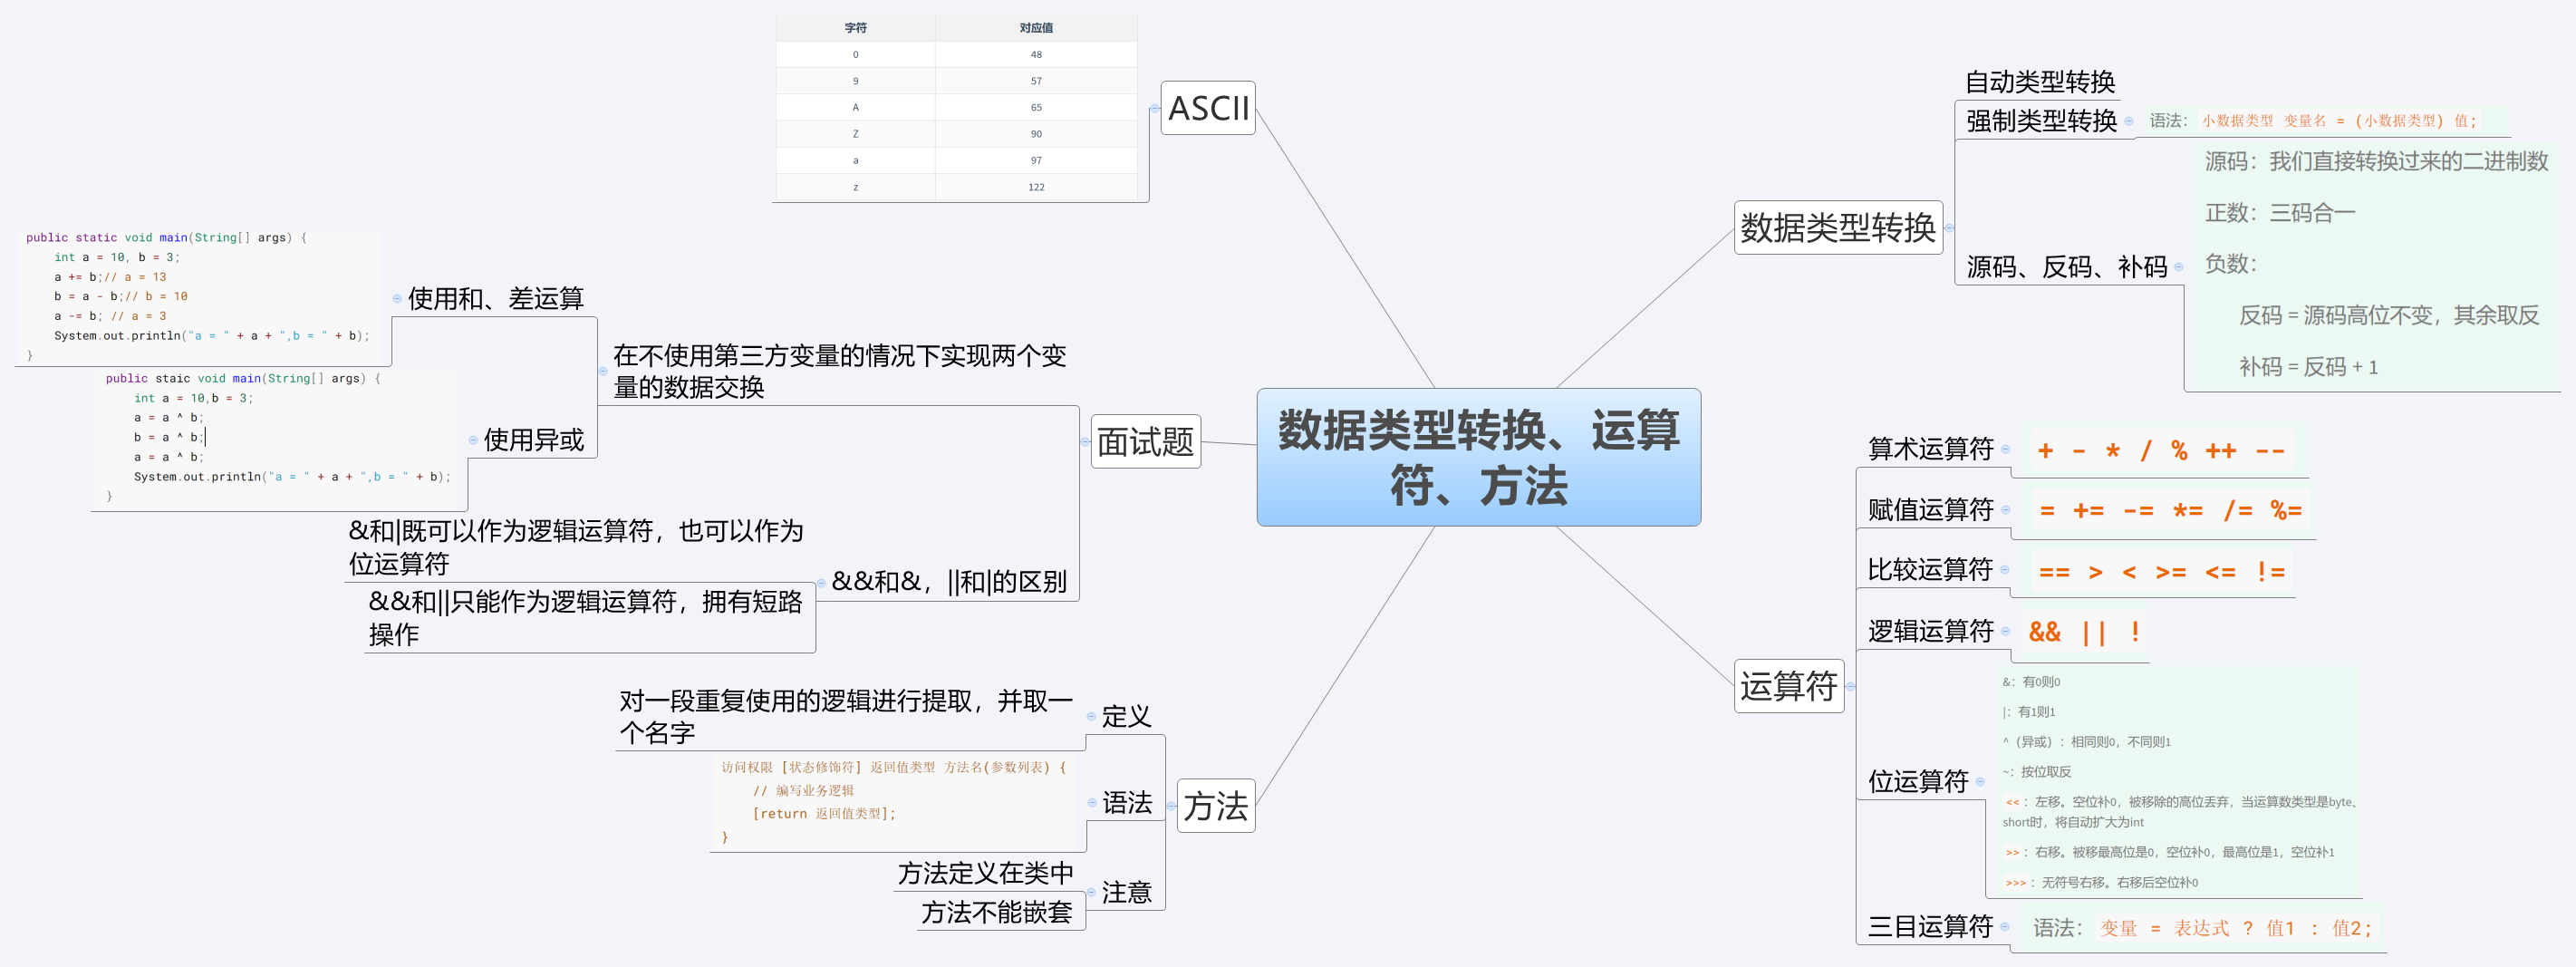 数据类型转换、运算
符、方法
ASCII
字符 对应值
0 48
9 57
A 65
Z 90
a 97
z 122
面试题
在不使用第三方变量的情况下实现两个变
量的数据交换
使用和、差运算
public static void main(String[] args) {
    int a = 10, b = 3;
    a += b;// a = 13
    b = a - b;// b = 10
    a -= b; // a = 3
    System.out.println("a = " + a + ",b = " + b);
}
使用异或
public staic void main(String[] args) {
    int a = 10,b = 3;
    a = a ^ b;
    b = a ^ b;
    a = a ^ b;
    System.out.println("a = " + a + ",b = " + b);
}
&&和&，||和|的区别
&和|既可以作为逻辑运算符，也可以作为
位运算符
&&和||只能作为逻辑运算符，拥有短路
操作
方法
定义
对一段重复使用的逻辑进行提取，并取一
个名字
语法
访问权限 [状态修饰符] 返回值类型 方法名(参数列表) {
    // 编写业务逻辑
    [return 返回值类型];
}
注意
方法定义在类中
方法不能嵌套
数据类型转换
自动类型转换
强制类型转换
语法：小数据类型 变量名 = (小数据类型) 值;
源码、反码、补码
源码：我们直接转换过来的二进制数
正数：三码合一
负数：
反码 = 源码高位不变，其余取反
补码 = 反码 + 1
运算符
算术运算符
+ - * / % ++ --
赋值运算符
= += -= *= /= %=
比较运算符
== > < >= <= !=
逻辑运算符
&& || !
位运算符
&：有0则0
|：有1则1
^（异或）：相同则0，不同则1
~：按位取反
<<：左移。空位补0，被移除的高位丢弃，当运算数类型是byte、
short时，将自动扩大为int
>>：右移。被移最高位是0，空位补0，最高位是1，空位补1
>>>：无符号右移。右移后空位补0
三目运算符
语法：变量 = 表达式 ? 值1 : 值2;